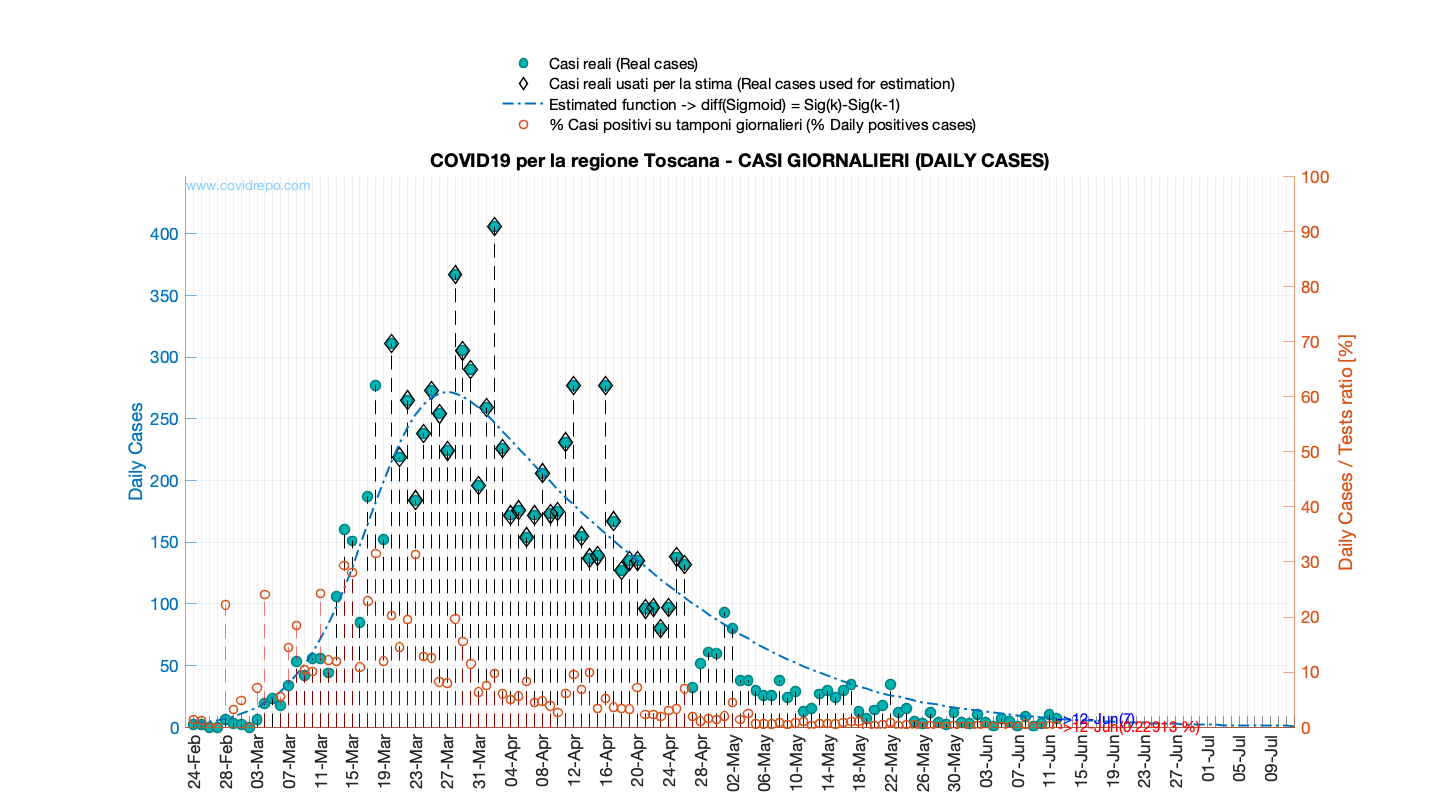 Casi reali (Real cases)
Casi reali usati per la stima (Real cases used for estimation)
Estimated function -> diff(Sigmoid) = Sig(k)-Sig(k-1)
% Casi positivi su tamponi giornalieri (% Daily positives cases)
COVID19 per la regione Toscana - CASI GIORNALIERI (DAILY CASES)
www.covidrepo.com
Daily Cases
400
350
300
250
200
150
100
50
0
100
90
80
70
60
50
40
30
20
10
0
Daily Cases / Tests ratio [%]
>12-Jun(7)
>12-Jun(0.22913 %)
24-Feb
28-Feb
03-Mar
07-Mar
11-Mar
15-Mar
19-Mar
23-Mar
27-Mar
31-Mar
04-Apr
08-Apr
12-Apr
16-Apr
20-Apr
24-Apr
28-Apr
02-May
06-May
10-May
14-May
18-May
22-May
26-May
30-May
03-Jun
07-Jun
11-Jun
15-Jun
19-Jun
23-Jun
27-Jun
01-Jul
05-Jul
09-Jul